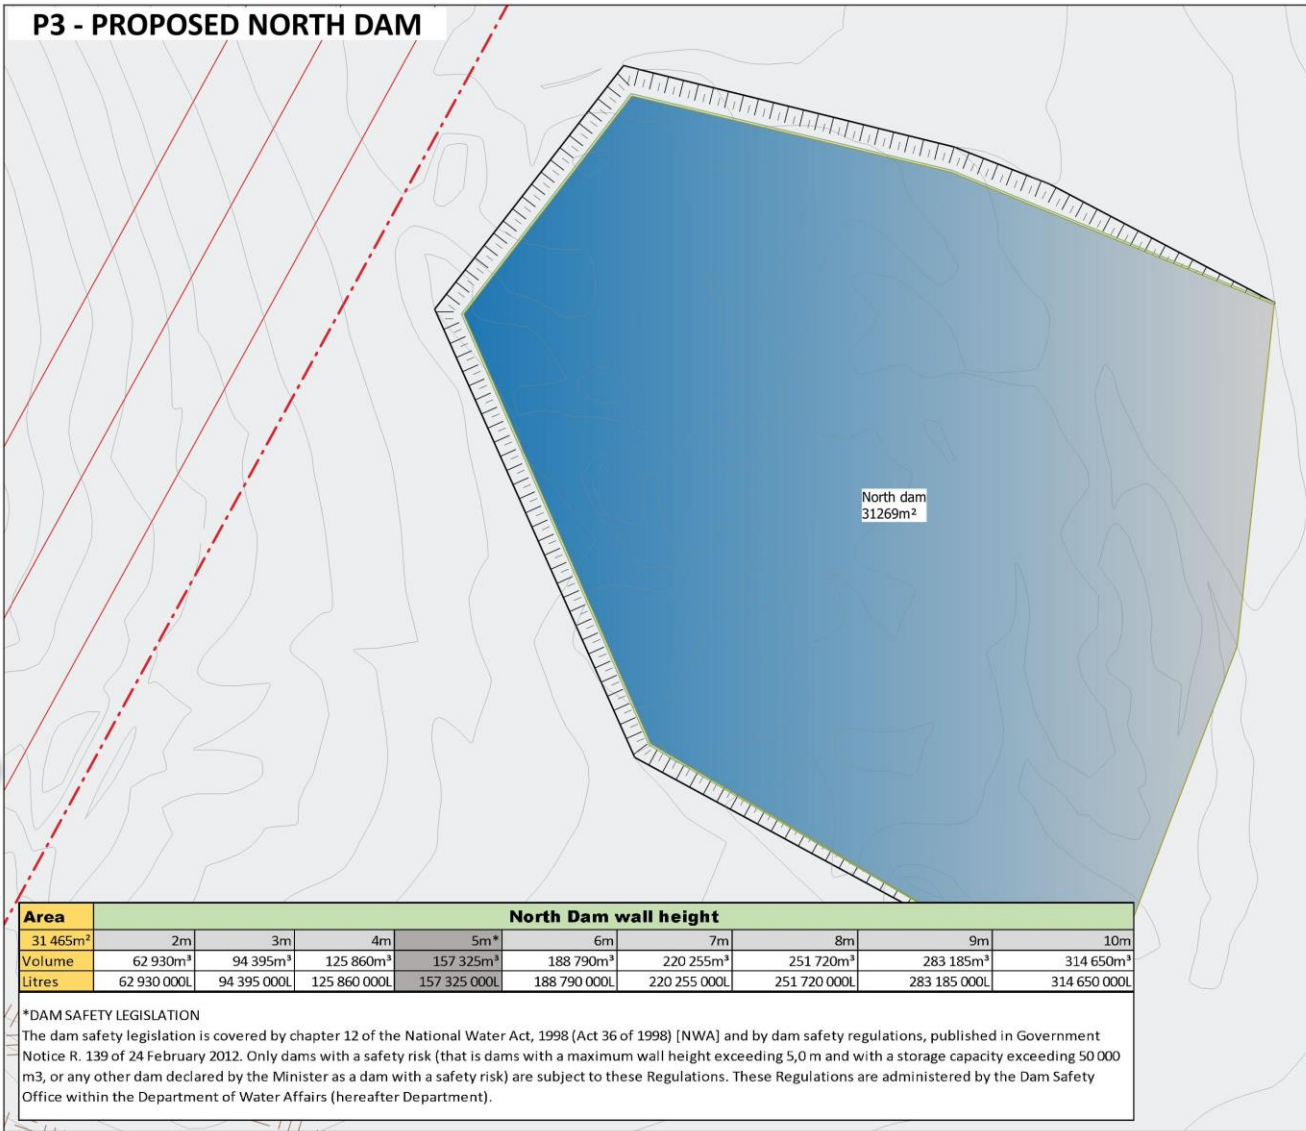 P3 - PROPOSED NORTH DAM
North dam
31269m²
Area North Dam wall height
31 465m² 2m 3m 4m 5m* 6m 7m 8m 9m 10m
Volume 62 930m³ 94 395m³ 125 860m³ 157 325m³ 188 790m³ 220 255m³ 251 720m³ 283 185m³ 314 650m³
Litres 62 930 000L 94 395 000L 125 860 000L 157 325 000L 188 790 000L 220 255 000L 251 720 000L 283 185 000L 314 650 000L
*DAM SAFETY LEGISLATION
The dam safety legislation is covered by chapter 12 of the National Water Act, 1998 (Act 36 of 1998) [NWA] and by dam safety regulations, published in Government
Notice R. 139 of 24 February 2012. Only dams with a safety risk (that is dams with a maximum wall height exceeding 5,0 m and with a storage capacity exceeding 50 000
m3, or any other dam declared by the Minister as a dam with a safety risk) are subject to these Regulations. These Regulations are administered by the Dam Safety
Office within the Department of Water Affairs (hereafter Department).